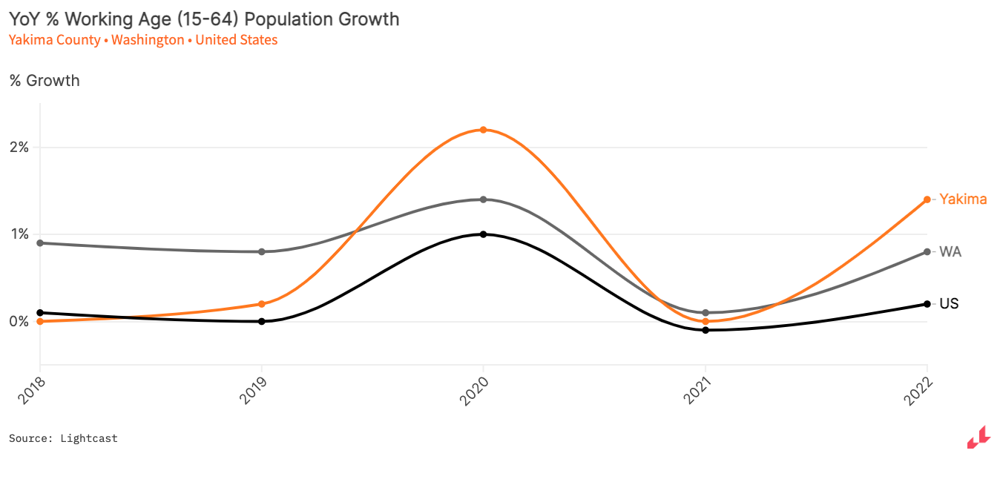 YoY % Working Age (15-64) Population Growth
Yakima County • Washington • United States
% Growth
2%
1%
0%
Yakima
WA
US
2018
2019
2020
2021
2022
Source: Lightcast